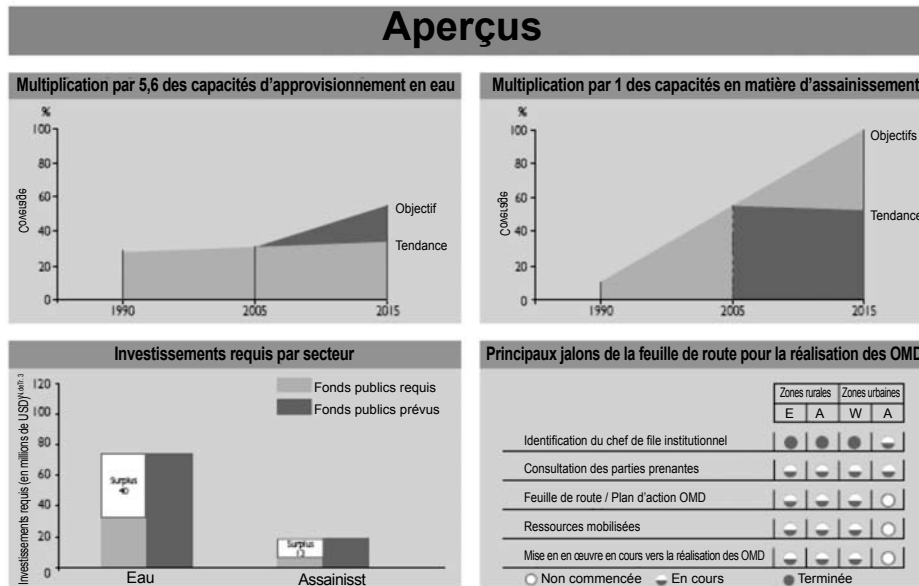 Aperçus
Multiplication par 5,6 des capacités d'approvisionnement en eau
%
100
80
60
40
20
0
Coverage
1990
2005
2015
Objectif
Tendance
Multiplication par 1 des capacités en matière d'assainissement
%
100
80
60
40
20
0
Coverage
1990
2005
2015
Objectifs
Tendance
Investissements requis par secteur
Investissements requis (en millions de USD)
120
100
80
60
40
20
0
Fonds publics requis
Fonds publics prévus
Surplus
40
Surplus
Eau
Assainisst
Principaux jalons de la feuille de route pour la réalisation des OMD
Zones rurales Zones urbaines
E A W A
Identification du chef de file institutionnel
Consultation des parties prenantes
Feuille de route / Plan d'action OMD
Ressources mobilisées
Mise en en œuvre en cours vers la réalisation des OMD
Non commencée En cours Terminée